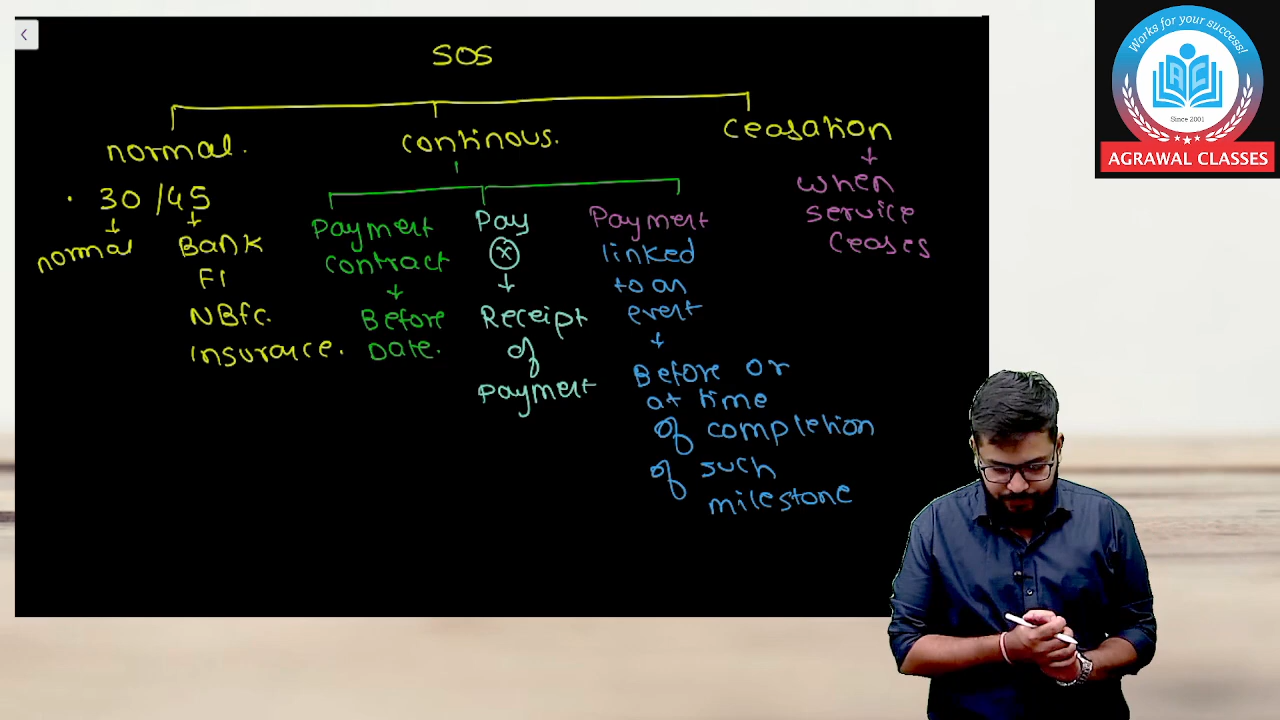 SOS
normal.
continous.
ceasation
30 / 45
normal
Bank
FI
NBfc.
insurance.
Payment
contract
Before
Date.
Pay
x
Receipt
of
payment
Payment
linked
to an
event
Before or
at time
of completion
of such
milestone
when
service
ceases
Works for your success!
AC
Since 2001
AGRAWAL CLASSES